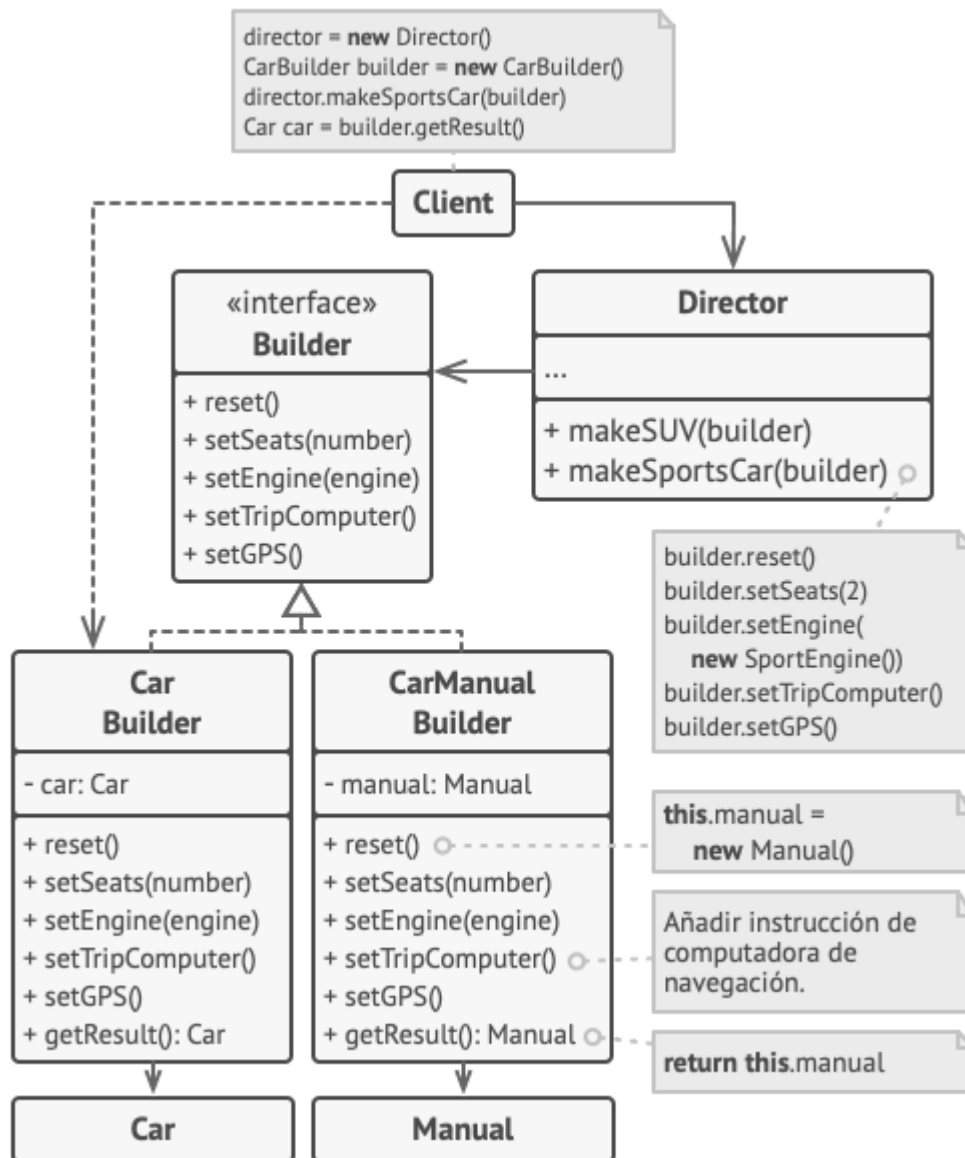 director = new Director()
CarBuilder builder = new CarBuilder()
director.makeSportsCar(builder)
Car car = builder.getResult()
Client
«interface»
Builder
+ reset()
+ setSeats(number)
+ setEngine(engine)
+ setTripComputer()
+ setGPS()
Director
...
+ makeSUV(builder)
+ makeSportsCar(builder)
builder.reset()
builder.setSeats(2)
builder.setEngine(
new SportEngine())
builder.setTripComputer()
builder.setGPS()
Car
Builder
- car: Car
+ reset()
+ setSeats(number)
+ setEngine(engine)
+ setTripComputer()
+ setGPS()
+ getResult(): Car
CarManual
Builder
- manual: Manual
+ reset()
+ setSeats(number)
+ setEngine(engine)
+ setTripComputer()
+ setGPS()
+ getResult(): Manual
this.manual =
new Manual()
Añadir instrucción de
computadora de
navegación.
return this.manual
Car
Manual